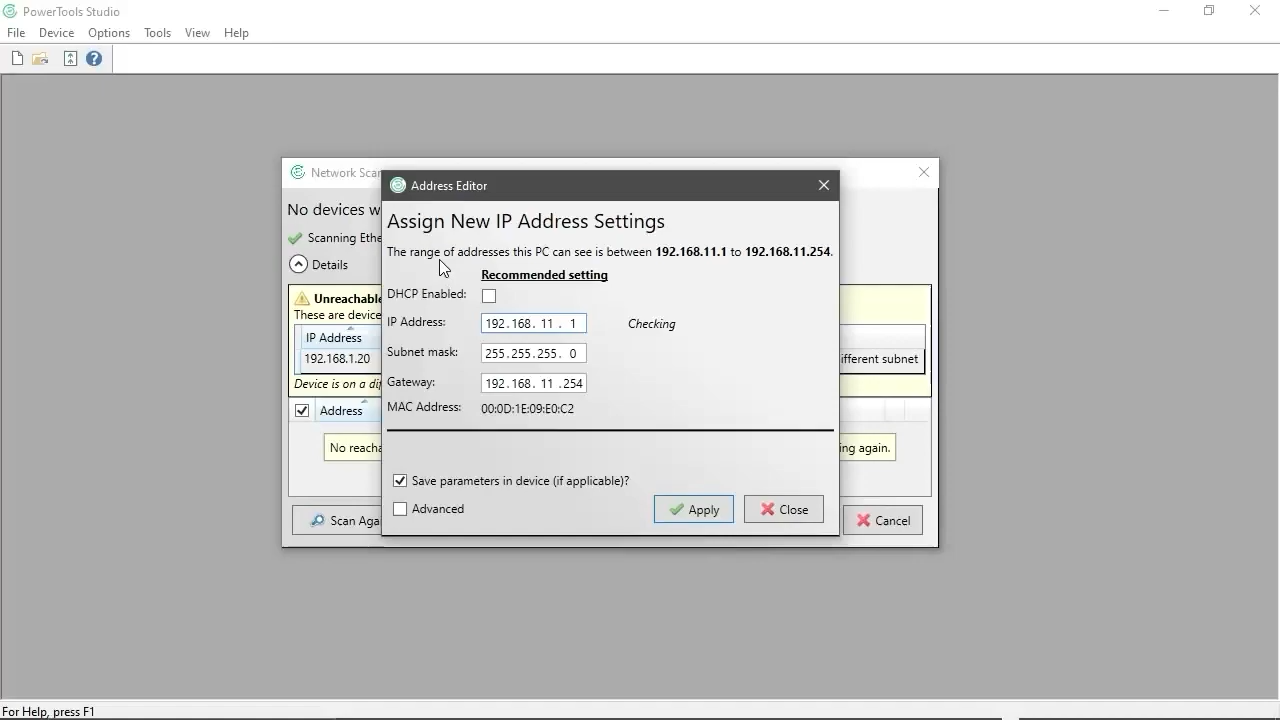 PowerTools Studio
File Device Options Tools View Help
Network Scan
No devices w
Scanning Ethe
Details
Unreachable
These are device
IP Address
192.168.1.20
ifferent subnet
Device is on a dif
Address
No reacha
ing again.
Scan Aga
Cancel
Address Editor
Assign New IP Address Settings
The range of addresses this PC can see is between 192.168.11.1 to 192.168.11.254.
Recommended setting
DHCP Enabled:
IP Address: 192.168. 11 . 1 Checking
Subnet mask: 255.255.255. 0
Gateway: 192.168. 11 .254
MAC Address: 00:0D:1E:09:E0:C2
Save parameters in device (if applicable)?
Advanced
Apply
Close
For Help, press F1